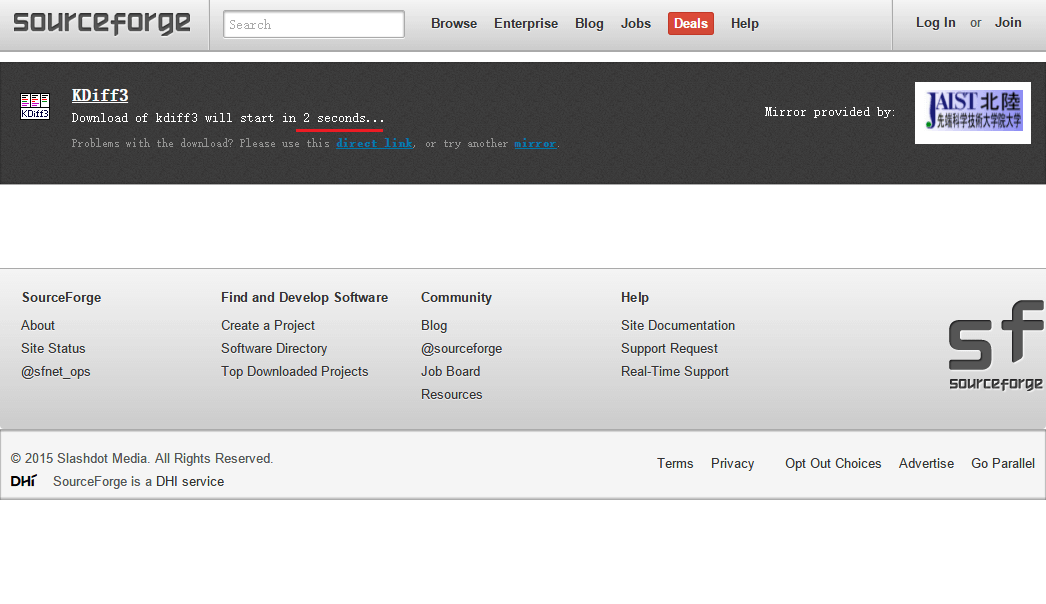 sourceforge
Search
Browse Enterprise Blog Jobs Deals Help
Log In or Join
KDiff3
KDiff3
Download of kdiff3 will start in 2 seconds...
Problems with the download? Please use this direct link, or try another mirror.
Mirror provided by:
JAIST 北陸
先端科学技術大学院大学
SourceForge
About
Site Status
@sfnet_ops
Find and Develop Software
Create a Project
Software Directory
Top Downloaded Projects
Community
Blog
@sourceforge
Job Board
Resources
Help
Site Documentation
Support Request
Real-Time Support
sf
sourceforge
© 2015 Slashdot Media. All Rights Reserved.
DHI SourceForge is a DHI service
Terms Privacy Opt Out Choices Advertise Go Parallel